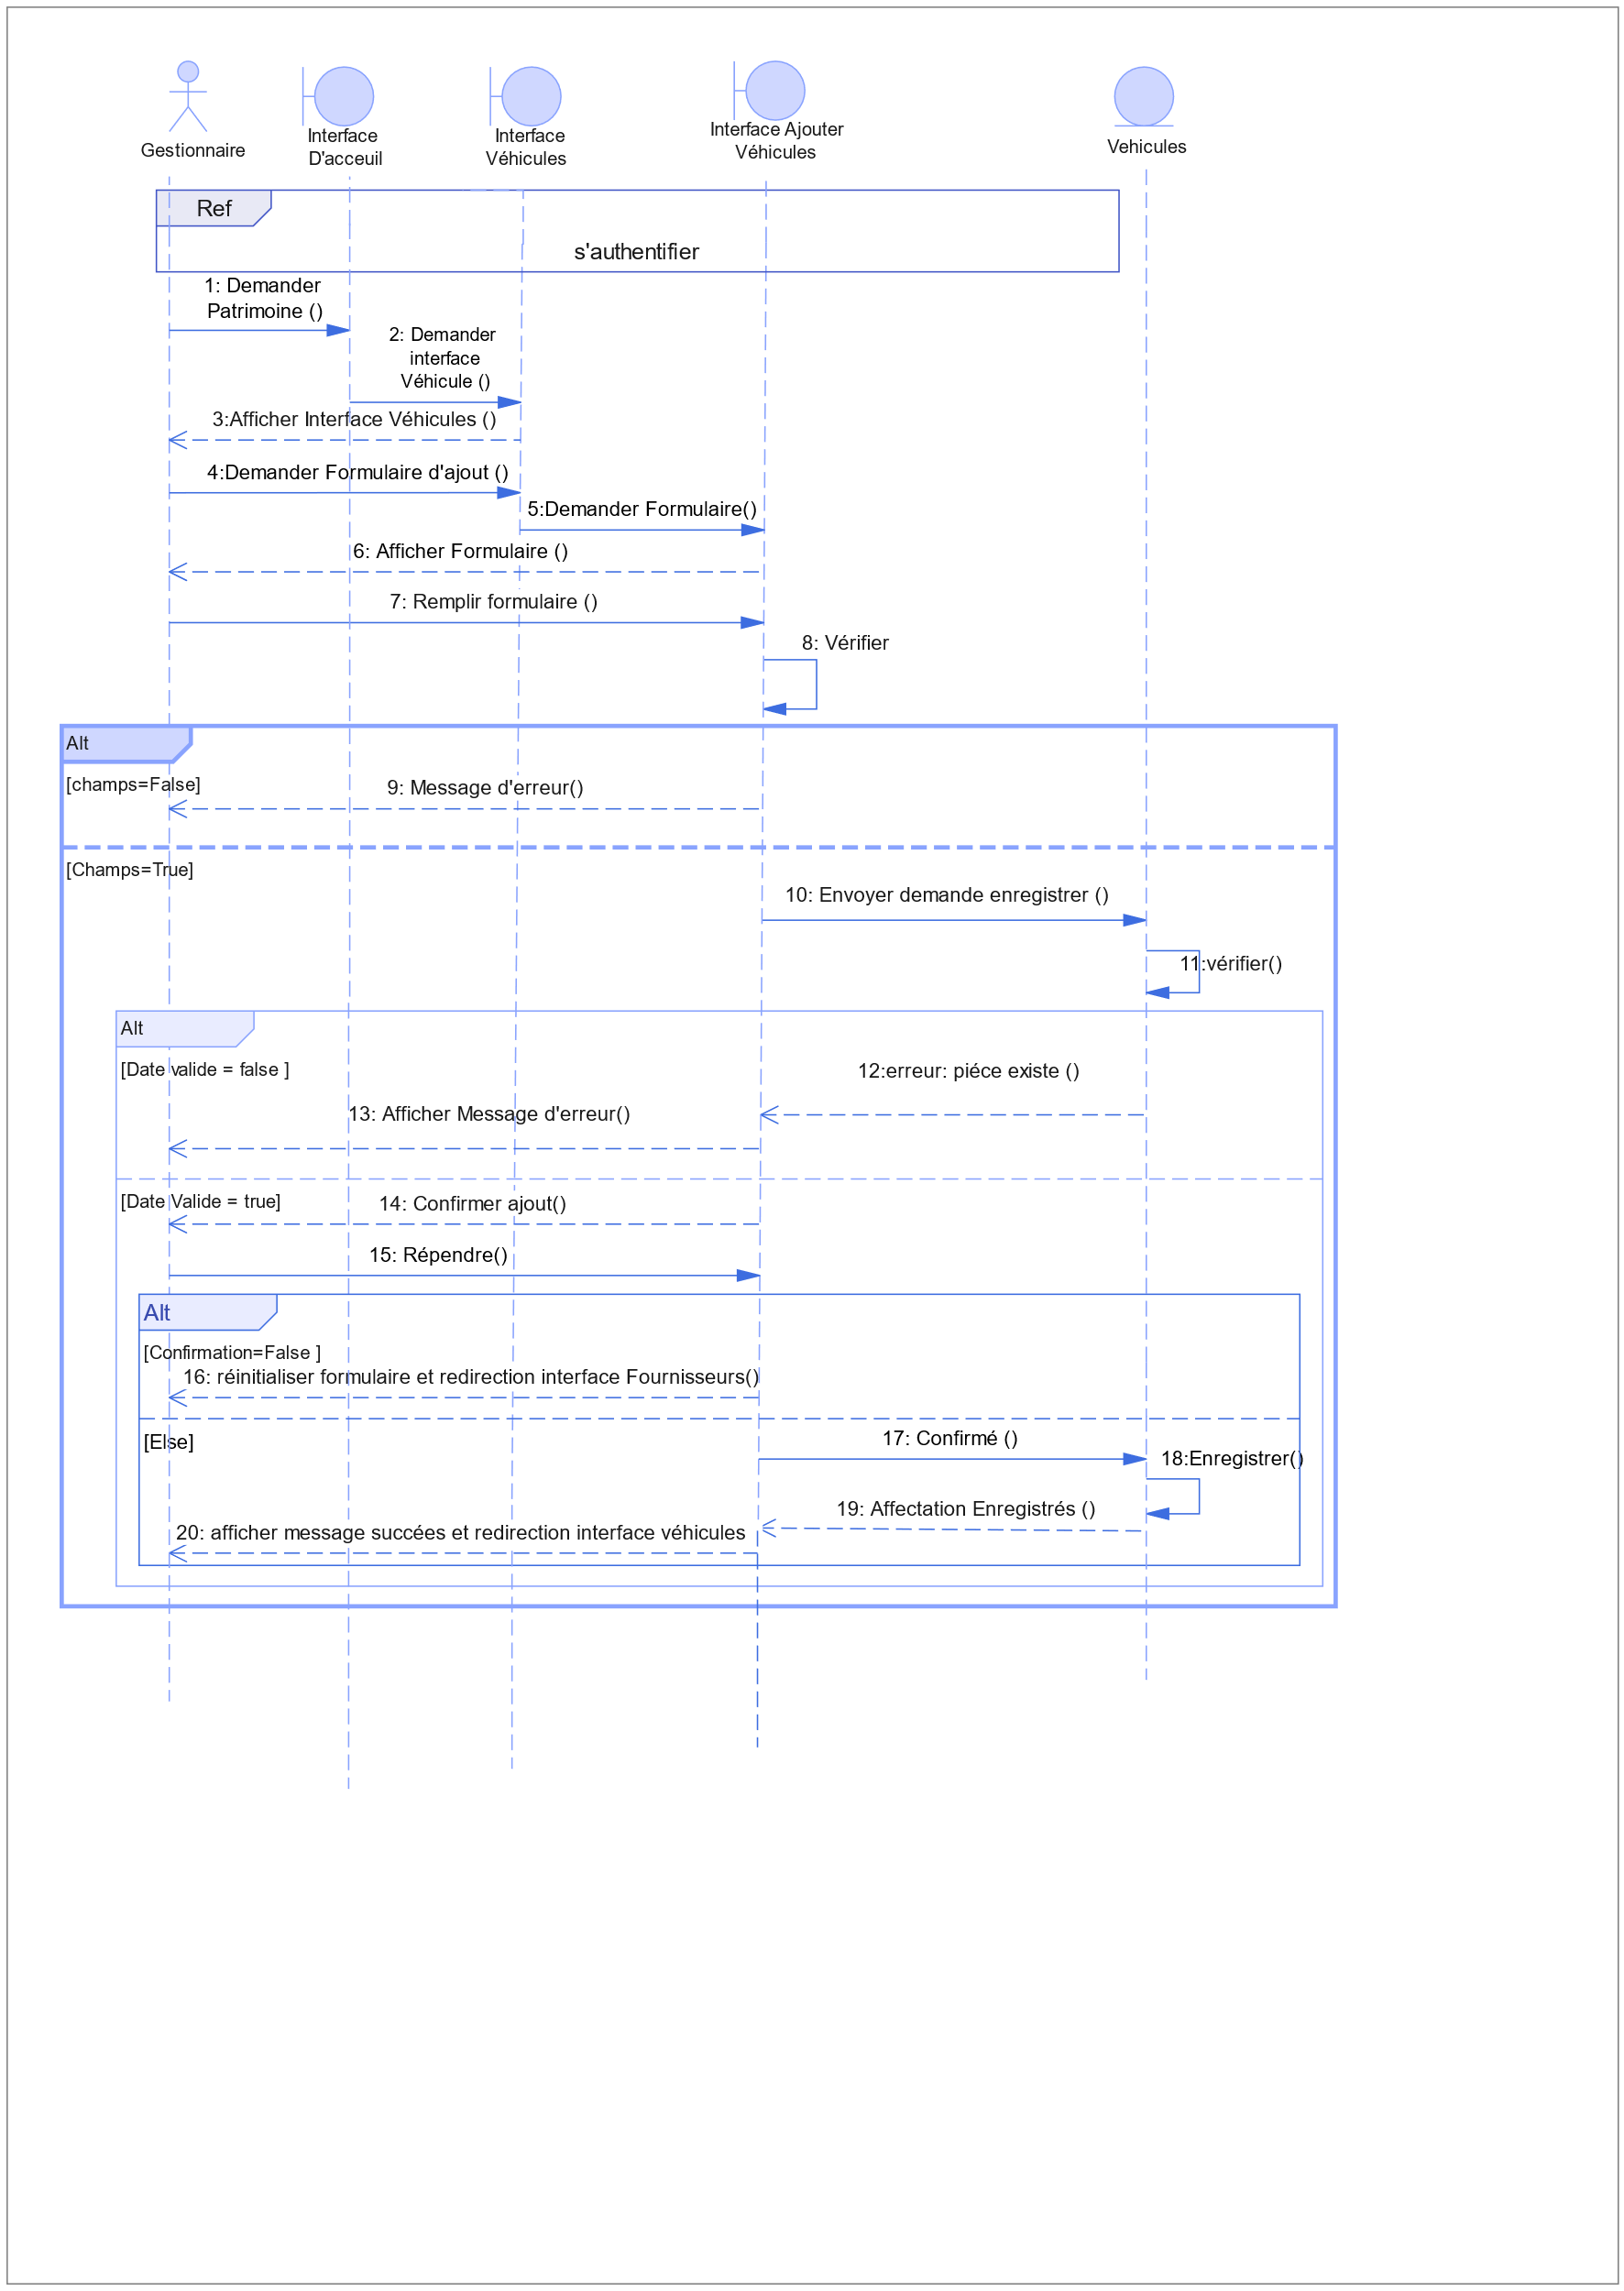 Gestionnaire
Interface
D'acceuil
Interface
Véhicules
Interface Ajouter
Véhicules
Vehicules
Ref
s'authentifier
1: Demander
Patrimoine ()
2: Demander
interface
Véhicule ()
3:Afficher Interface Véhicules ()
4:Demander Formulaire d'ajout ()
5:Demander Formulaire()
6: Afficher Formulaire ()
7: Remplir formulaire ()
8: Vérifier
Alt
[champs=False]
9: Message d'erreur()
[Champs=True]
10: Envoyer demande enregistrer ()
11:vérifier()
Alt
[Date valide = false ]
12:erreur: piéce existe ()
13: Afficher Message d'erreur()
[Date Valide = true]
14: Confirmer ajout()
15: Répendre()
Alt
[Confirmation=False ]
16: réinitialiser formulaire et redirection interface Fournisseurs()
[Else]
17: Confirmé ()
18:Enregistrer()
19: Affectation Enregistrés ()
20: afficher message succées et redirection interface véhicules